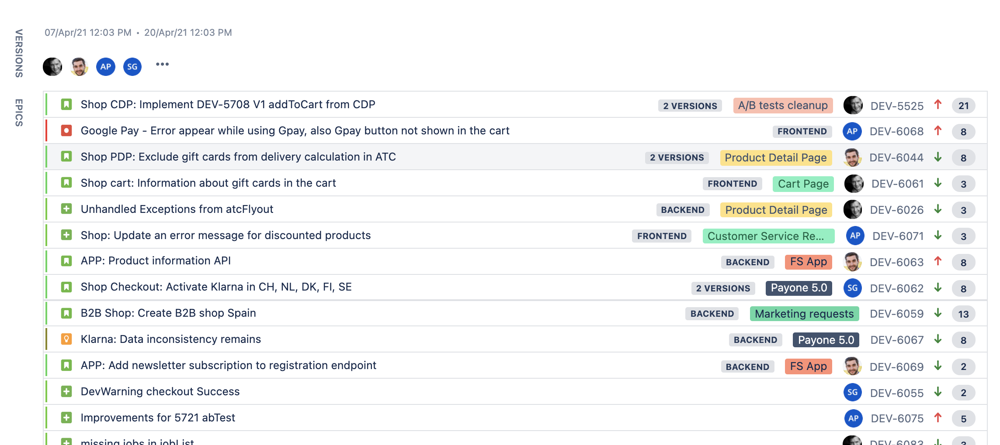 VERSIONS
EPICS
07/Apr/21 12:03 PM • 20/Apr/21 12:03 PM
AP SG •••
Shop CDP: Implement DEV-5708 V1 addToCart from CDP 2 VERSIONS A/B tests cleanup DEV-5525 21
Google Pay - Error appear while using Gpay, also Gpay button not shown in the cart FRONTEND AP DEV-6068 8
Shop PDP: Exclude gift cards from delivery calculation in ATC 2 VERSIONS Product Detail Page DEV-6044 8
Shop cart: Information about gift cards in the cart FRONTEND Cart Page DEV-6061 3
Unhandled Exceptions from atcFlyout BACKEND Product Detail Page DEV-6026 3
Shop: Update an error message for discounted products FRONTEND Customer Service Re... AP DEV-6071 3
APP: Product information API BACKEND FS App DEV-6063 8
Shop Checkout: Activate Klarna in CH, NL, DK, FI, SE 2 VERSIONS Payone 5.0 SG DEV-6062 8
B2B Shop: Create B2B shop Spain BACKEND Marketing requests DEV-6059 13
Klarna: Data inconsistency remains BACKEND Payone 5.0 DEV-6067 8
APP: Add newsletter subscription to registration endpoint BACKEND FS App DEV-6069 2
DevWarning checkout Success SG DEV-6055 2
Improvements for 5721 abTest AP DEV-6075 5
missing jobs in jobList DEV-6083 3